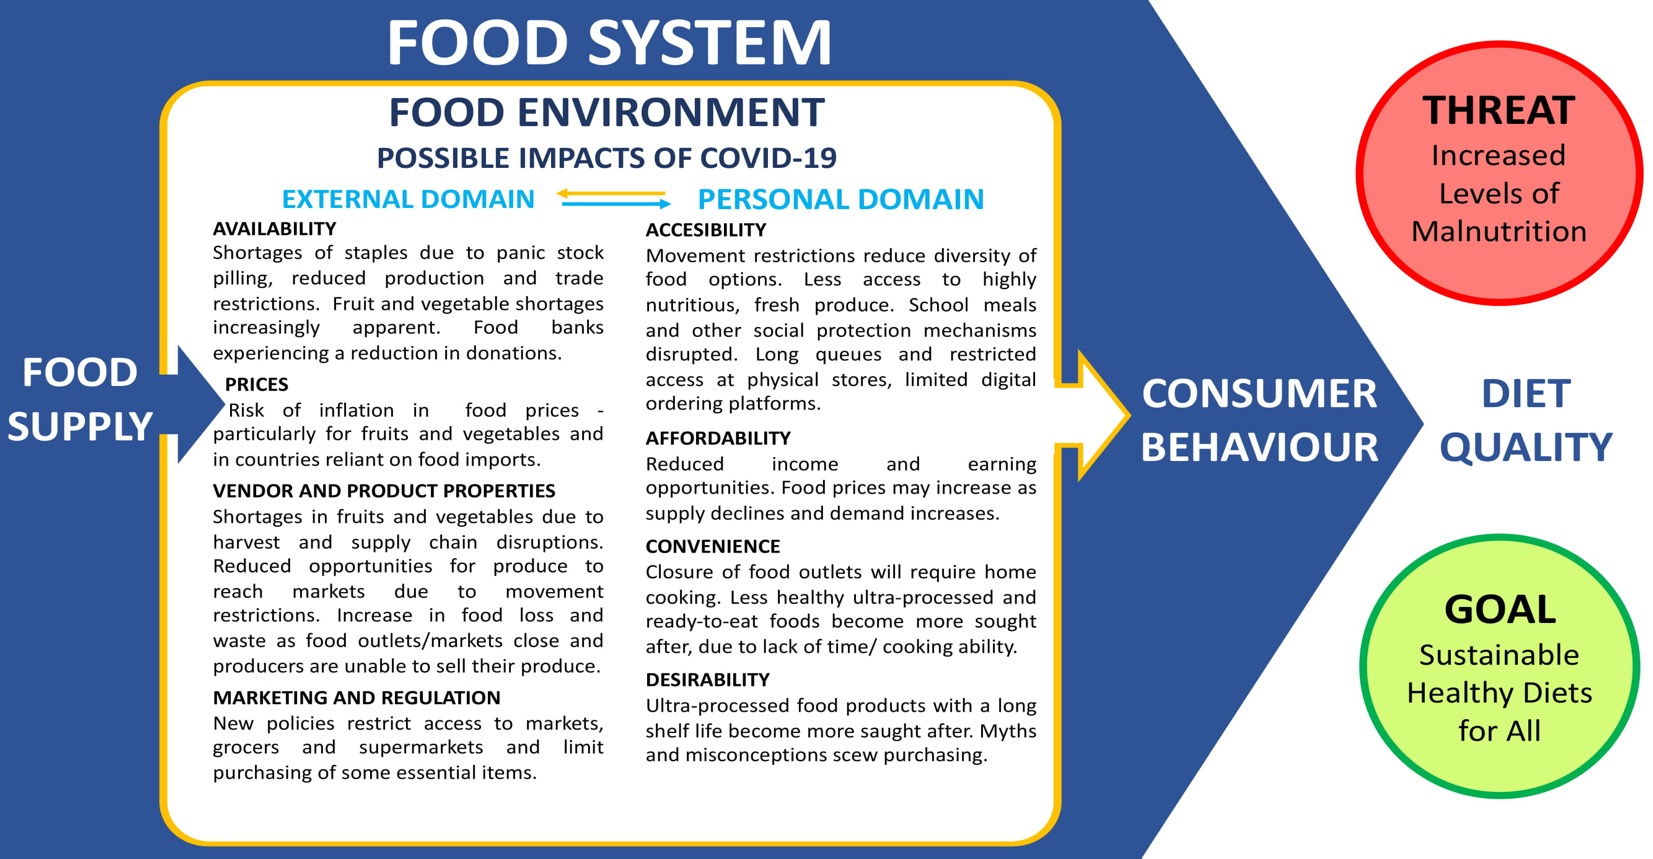 FOOD SYSTEM
FOOD ENVIRONMENT
POSSIBLE IMPACTS OF COVID-19
EXTERNAL DOMAIN
PERSONAL DOMAIN
AVAILABILITY
Shortages of staples due to panic stock
pilling, reduced production and trade
restrictions. Fruit and vegetable shortages
increasingly apparent. Food banks
experiencing a reduction in donations.
PRICES
Risk of inflation in food prices -
particularly for fruits and vegetables and
in countries reliant on food imports.
VENDOR AND PRODUCT PROPERTIES
Shortages in fruits and vegetables due to
harvest and supply chain disruptions.
Reduced opportunities for produce to
reach markets due to movement
restrictions. Increase in food loss and
waste as food outlets/markets close and
producers are unable to sell their produce.
MARKETING AND REGULATION
New policies restrict access to markets,
grocers and supermarkets and limit
purchasing of some essential items.
ACCESIBILITY
Movement restrictions reduce diversity of
food options. Less access to highly
nutritious, fresh produce. School meals
and other social protection mechanisms
disrupted. Long queues and restricted
access at physical stores, limited digital
ordering platforms.
AFFORDABILITY
Reduced income and earning
opportunities. Food prices may increase as
supply declines and demand increases.
CONVENIENCE
Closure of food outlets will require home
cooking. Less healthy ultra-processed and
ready-to-eat foods become more sought
after, due to lack of time/ cooking ability.
DESIRABILITY
Ultra-processed food products with a long
shelf life become more saught after. Myths
and misconceptions scew purchasing.
FOOD
SUPPLY
CONSUMER
BEHAVIOUR
DIET
QUALITY
THREAT
Increased
Levels of
Malnutrition
GOAL
Sustainable
Healthy Diets
for All